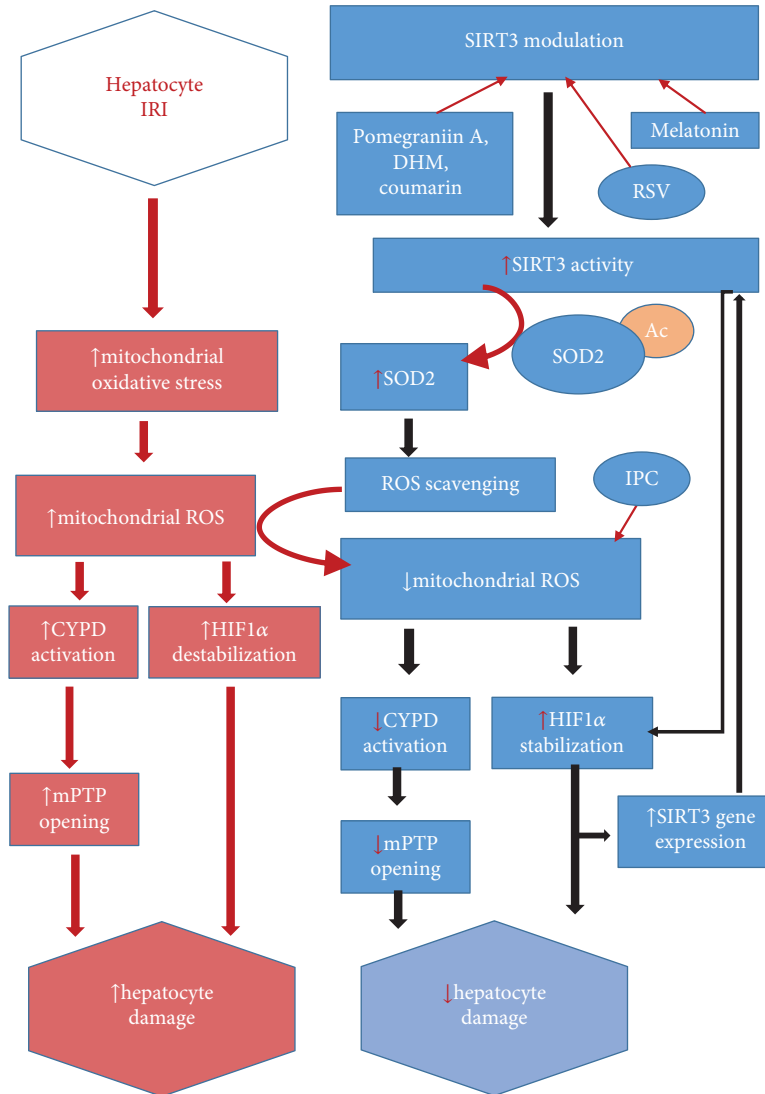 Hepatocyte
IRI
↑mitochondrial
oxidative stress
↑mitochondrial ROS
↑CYPD
activation
↑HIF1α
destabilization
↑mPTP
opening
↑hepatocyte
damage
SIRT3 modulation
Pomegraniin A,
DHM,
coumarin
RSV
Melatonin
↑SIRT3 activity
SOD2
Ac
↑SOD2
ROS scavenging
IPC
↓mitochondrial ROS
↓CYPD
activation
↑HIF1α
stabilization
↓mPTP
opening
↑SIRT3 gene
expression
↓hepatocyte
damage